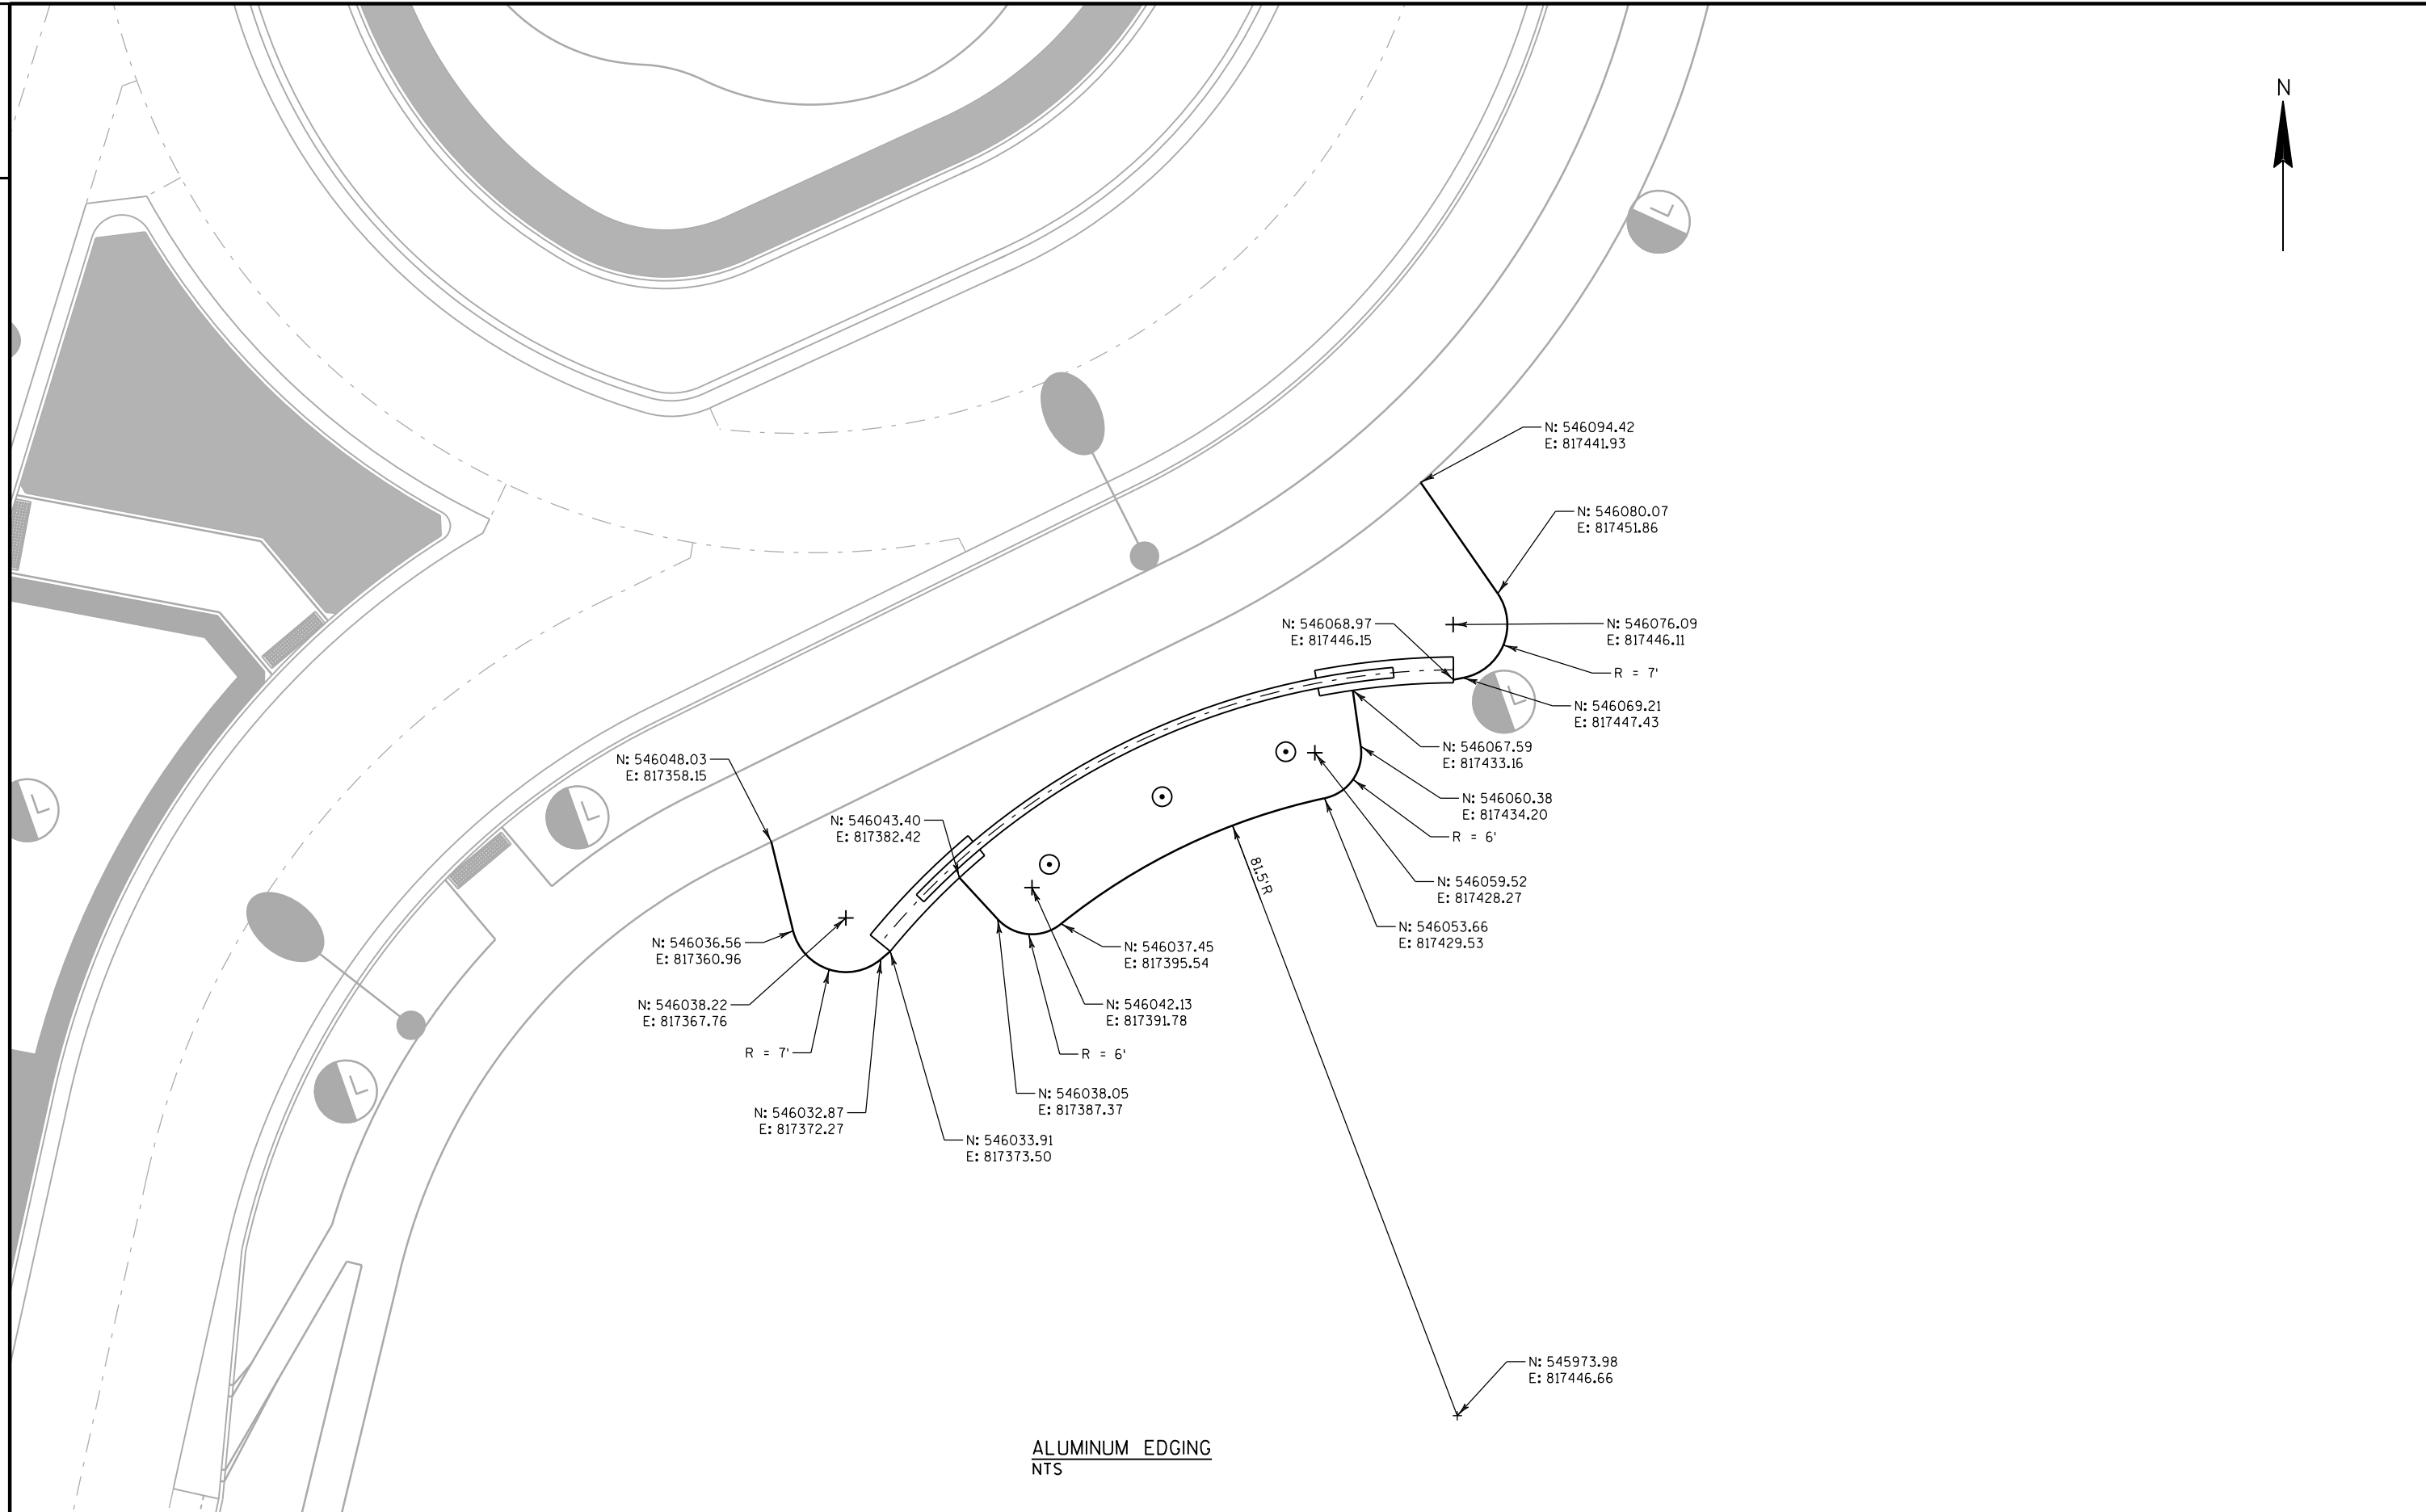 N
N: 546094.42
E: 817441.93
N: 546080.07
E: 817451.86
N: 546068.97
E: 817446.15
N: 546076.09
E: 817446.11
R = 7'
N: 546069.21
E: 817447.43
N: 546067.59
E: 817433.16
N: 546048.03
E: 817358.15
N: 546060.38
E: 817434.20
N: 546043.40
E: 817382.42
R = 6'
81.5'R
N: 546059.52
E: 817428.27
N: 546053.66
E: 817429.53
N: 546036.56
E: 817360.96
N: 546037.45
E: 817395.54
N: 546038.22
E: 817367.76
N: 546042.13
E: 817391.78
R = 7'
R = 6'
N: 546038.05
E: 817387.37
N: 546032.87
E: 817372.27
N: 546033.91
E: 817373.50
N: 545973.98
E: 817446.66
ALUMINUM EDGING
NTS
L
L
L
L
L